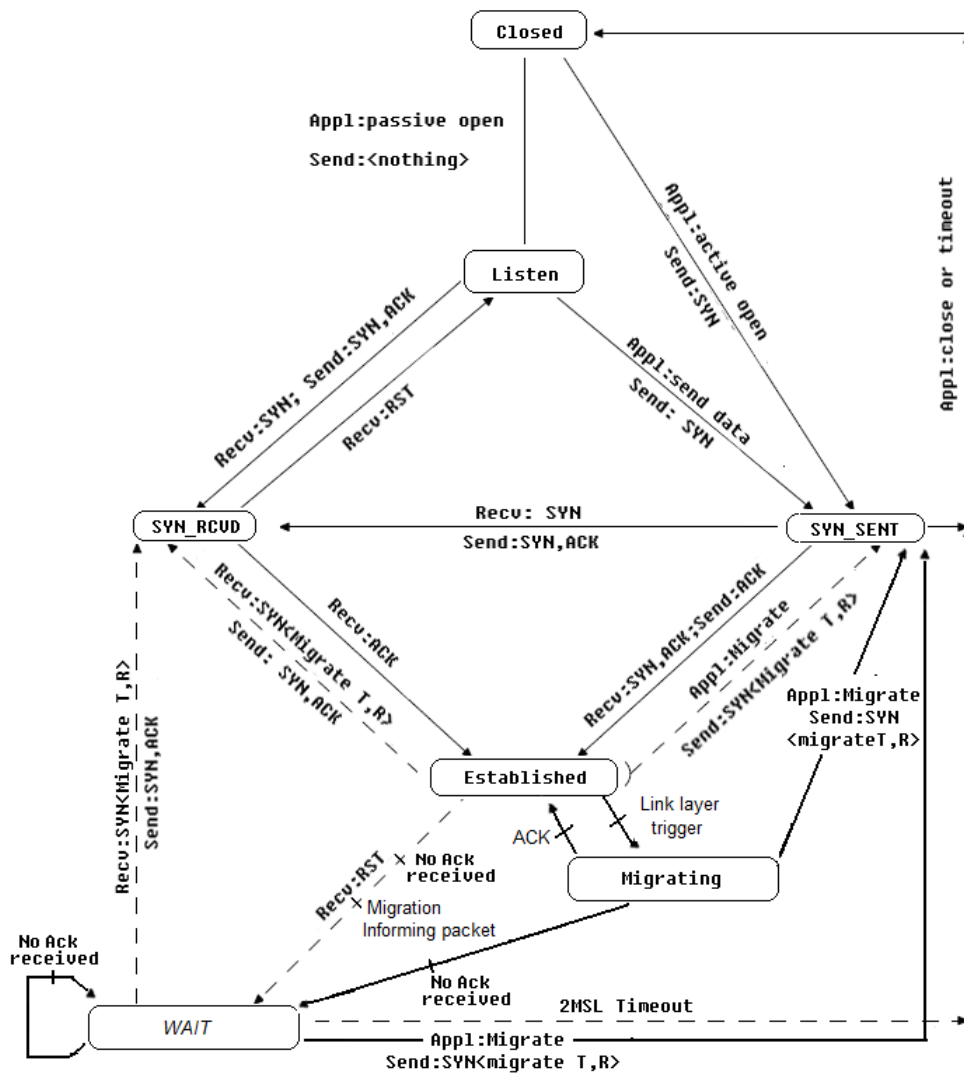 Closed
Appl:passive open
Send:<nothing>
Appl:active open
Send:SYN
Appl:close or timeout
Listen
Recv:SYN; Send:SYN,ACK
Recv:RST
Appl:send data
Send: SYN
SYN_RCVD
Recv: SYN
Send:SYN,ACK
SYN_SENT
Recv:SYN<Migrate T,R>
Send: SYN,ACK
Recv:ACK
Recv:SYN,ACK;Send:ACK
Appl:Migrate
Send:SYN<Migrate T,R>
Appl:Migrate
Send:SYN
<migrateT,R>
Recv:SYN<Migrate T,R>
Send:SYN,ACK
Established
Link layer
trigger
ACK
Migrating
Recv:RST
No Ack
received
Migration
Informing packet
No Ack
received
No Ack
received
WAIT
2MSL Timeout
Appl:Migrate
Send:SYN<migrate T,R>